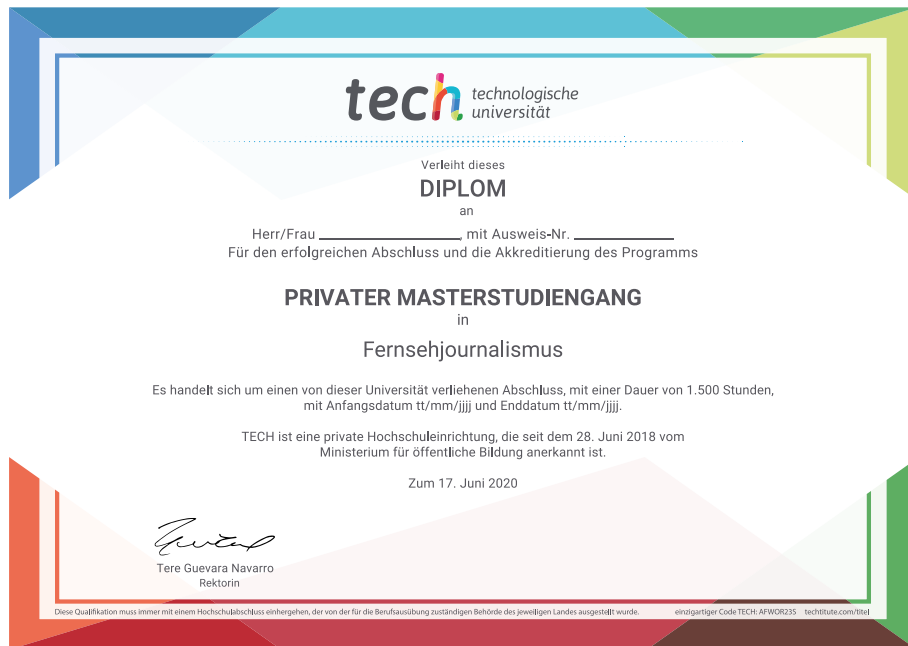 tech technologische
universität
Verleiht dieses
DIPLOM
an
Herr/Frau ____________________, mit Ausweis-Nr. ______________
Für den erfolgreichen Abschluss und die Akkreditierung des Programms
PRIVATER MASTERSTUDIENGANG
in
Fernsehjournalismus
Es handelt sich um einen von dieser Universität verliehenen Abschluss, mit einer Dauer von 1.500 Stunden,
mit Anfangsdatum tt/mm/jjjj und Enddatum tt/mm/jjjj.
TECH ist eine private Hochschuleinrichtung, die seit dem 28. Juni 2018 vom
Ministerium für öffentliche Bildung anerkannt ist.
Zum 17. Juni 2020
Tere Guevara Navarro
Rektorin
Diese Qualifikation muss immer mit einem Hochschulabschluss einhergehen, der von der für die Berufsausübung zuständigen Behörde des jeweiligen Landes ausgestellt wurde. einzigartiger Code TECH: AFWOR23S techtitute.com/titel